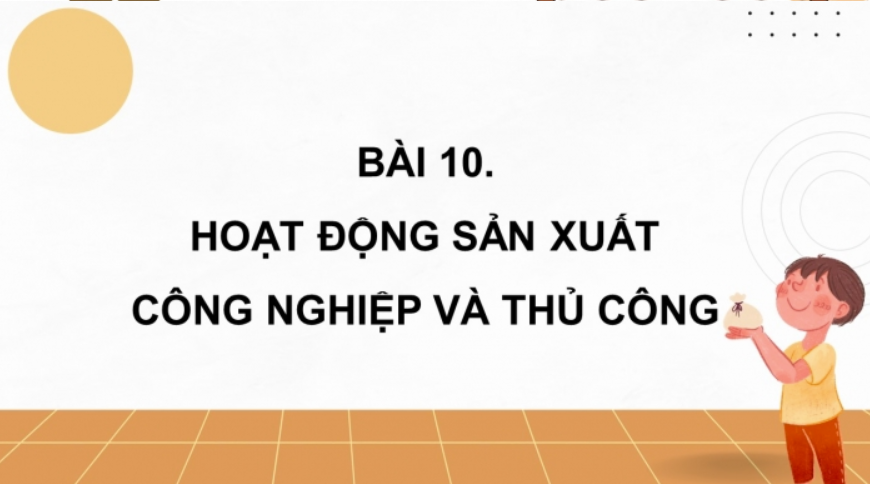 BÀI 10.
HOẠT ĐỘNG SẢN XUẤT
CÔNG NGHIỆP VÀ THỦ CÔNG